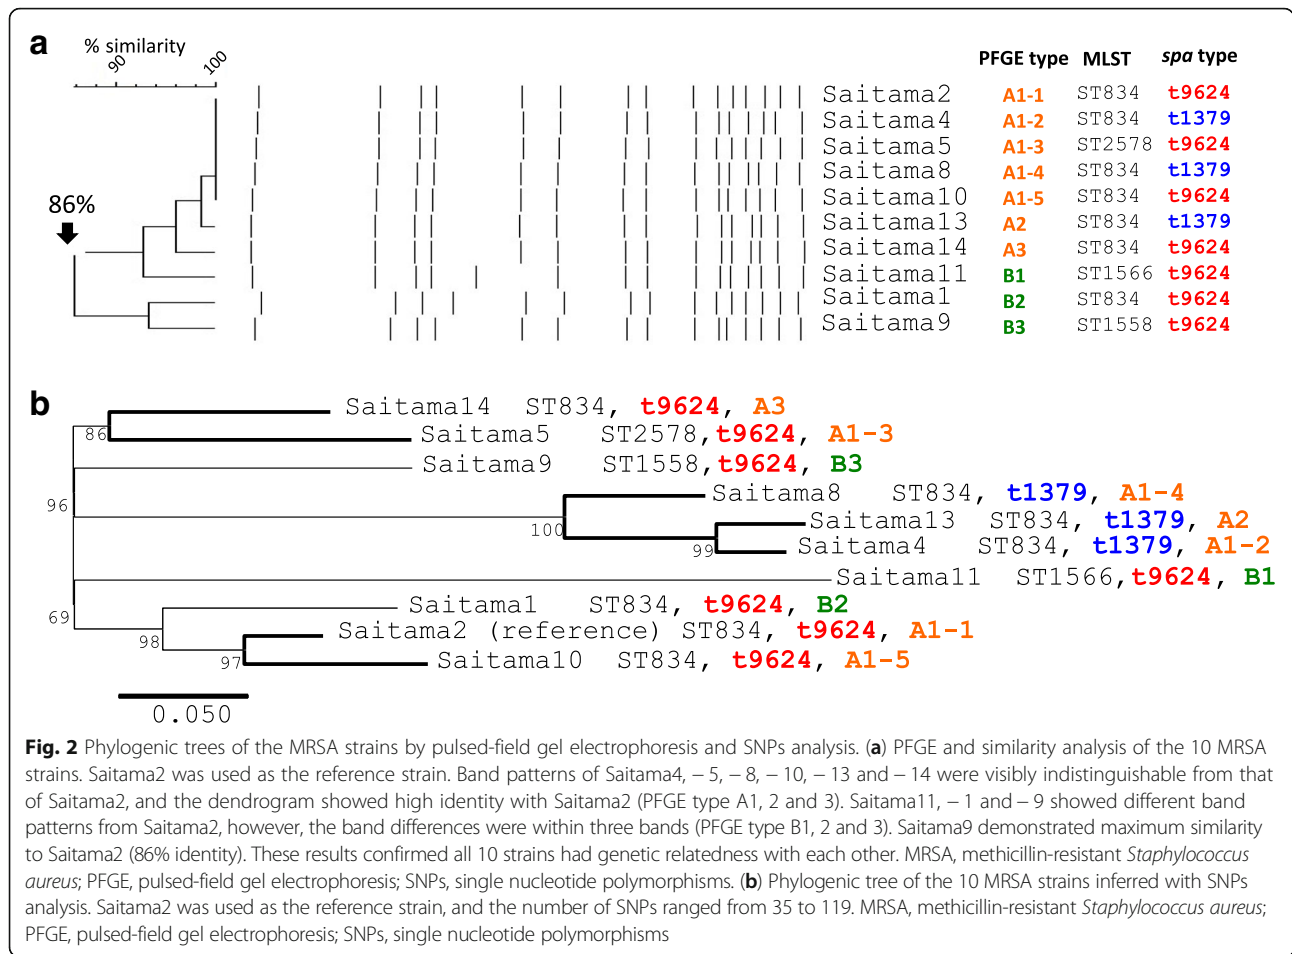 a
% similarity
90 100
PFGE type MLST spa type
Saitama2 A1-1 ST834 t9624
Saitama4 A1-2 ST834 t1379
Saitama5 A1-3 ST2578 t9624
Saitama8 A1-4 ST834 t1379
Saitama10 A1-5 ST834 t9624
Saitama13 A2 ST834 t1379
Saitama14 A3 ST834 t9624
Saitama11 B1 ST1566 t9624
Saitama1 B2 ST834 t9624
Saitama9 B3 ST1558 t9624
86%
b
Saitama14 ST834, t9624, A3
86
Saitama5 ST2578, t9624, A1-3
Saitama9 ST1558, t9624, B3
96
Saitama8 ST834, t1379, A1-4
100
Saitama13 ST834, t1379, A2
99
Saitama4 ST834, t1379, A1-2
Saitama11 ST1566, t9624, B1
69
Saitama1 ST834, t9624, B2
98
Saitama2 (reference) ST834, t9624, A1-1
97
Saitama10 ST834, t9624, A1-5
0.050
Fig. 2 Phylogenic trees of the MRSA strains by pulsed-field gel electrophoresis and SNPs analysis. (a) PFGE and similarity analysis of the 10 MRSA
strains. Saitama2 was used as the reference strain. Band patterns of Saitama4, − 5, − 8, − 10, − 13 and − 14 were visibly indistinguishable from that
of Saitama2, and the dendrogram showed high identity with Saitama2 (PFGE type A1, 2 and 3). Saitama11, − 1 and − 9 showed different band
patterns from Saitama2, however, the band differences were within three bands (PFGE type B1, 2 and 3). Saitama9 demonstrated maximum similarity
to Saitama2 (86% identity). These results confirmed all 10 strains had genetic relatedness with each other. MRSA, methicillin-resistant Staphylococcus
aureus; PFGE, pulsed-field gel electrophoresis; SNPs, single nucleotide polymorphisms. (b) Phylogenic tree of the 10 MRSA strains inferred with SNPs
analysis. Saitama2 was used as the reference strain, and the number of SNPs ranged from 35 to 119. MRSA, methicillin-resistant Staphylococcus aureus;
PFGE, pulsed-field gel electrophoresis; SNPs, single nucleotide polymorphisms